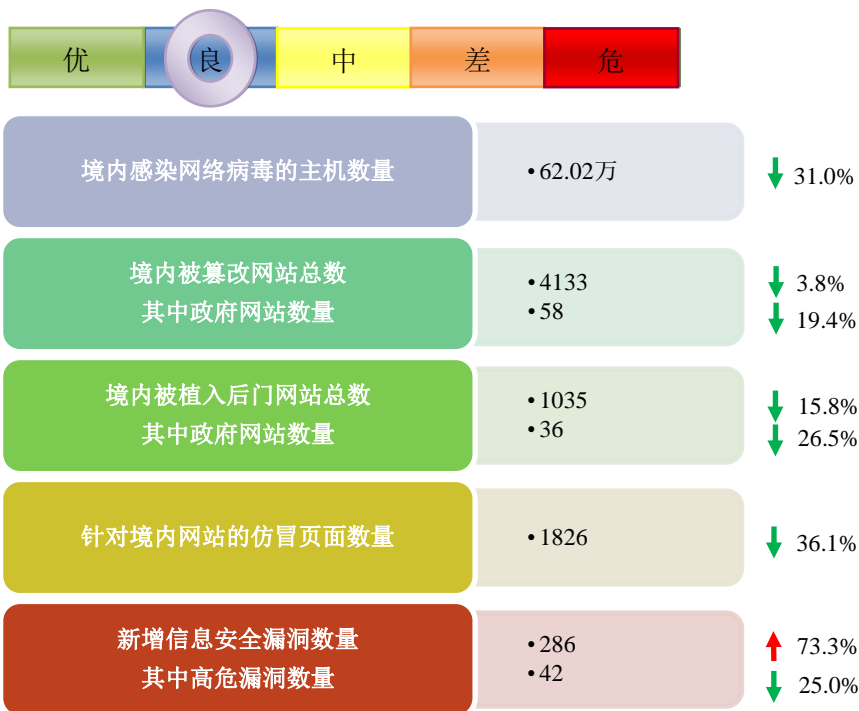 优 良 中 差 危
境内感染网络病毒的主机数量
•62.02万
31.0%
境内被篡改网站总数
其中政府网站数量
•4133
•58
3.8%
19.4%
境内被植入后门网站总数
其中政府网站数量
•1035
•36
15.8%
26.5%
针对境内网站的仿冒页面数量
•1826
36.1%
新增信息安全漏洞数量
其中高危漏洞数量
•286
•42
73.3%
25.0%